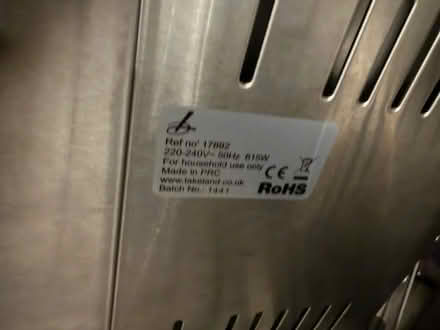 Ref no' 17892
220-240V~ 50Hz 615W
For household use only
Made in PRC
www.lakeland.co.uk
Batch No.: 1441
CE
RoHS